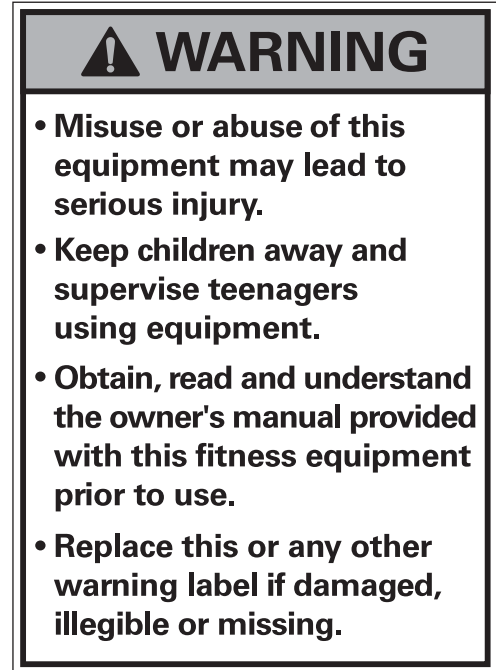 WARNING
• Misuse or abuse of this
equipment may lead to
serious injury.
• Keep children away and
supervise teenagers
using equipment.
• Obtain, read and understand
the owner's manual provided
with this fitness equipment
prior to use.
• Replace this or any other
warning label if damaged,
illegible or missing.